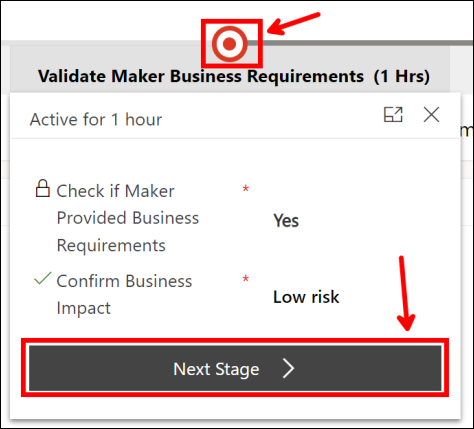 Validate Maker Business Requirements (1 Hrs)
Active for 1 hour
Check if Maker
Provided Business
Requirements
*
Yes
Confirm Business
Impact
*
Low risk
Next Stage